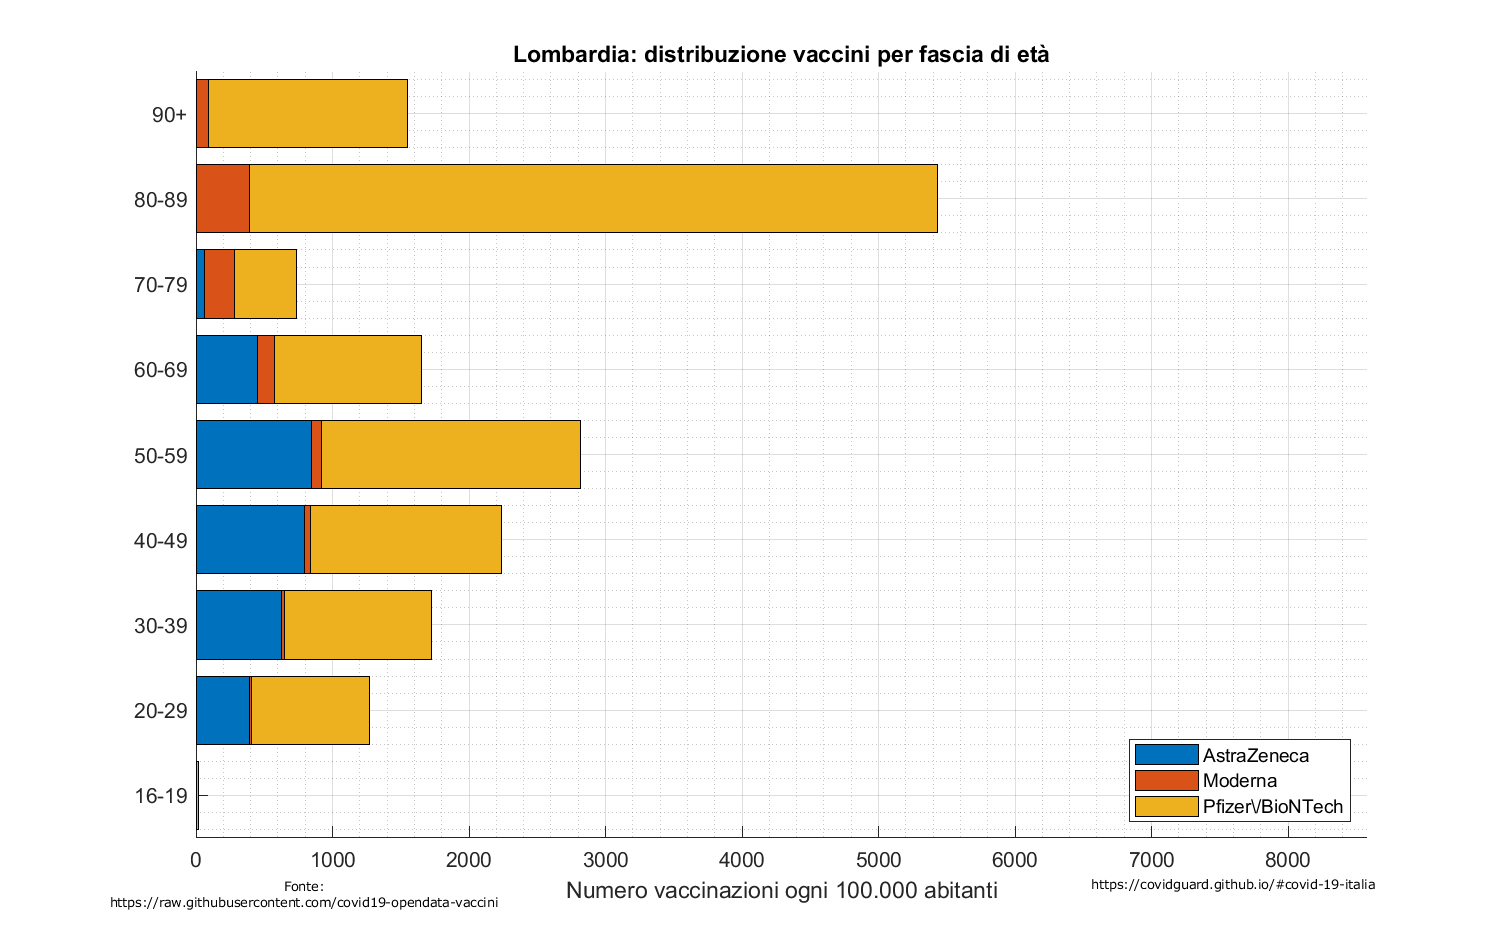 Lombardia: distribuzione vaccini per fascia di età
90+
80-89
70-79
60-69
50-59
40-49
30-39
20-29
16-19
AstraZeneca
Moderna
Pfizer\/BioNTech
0 1000 2000 3000 4000 5000 6000 7000 8000
Numero vaccinazioni ogni 100.000 abitanti
Fonte:
https://raw.githubusercontent.com/covid19-opendata-vaccini
https://covidguard.github.io/#covid-19-italia